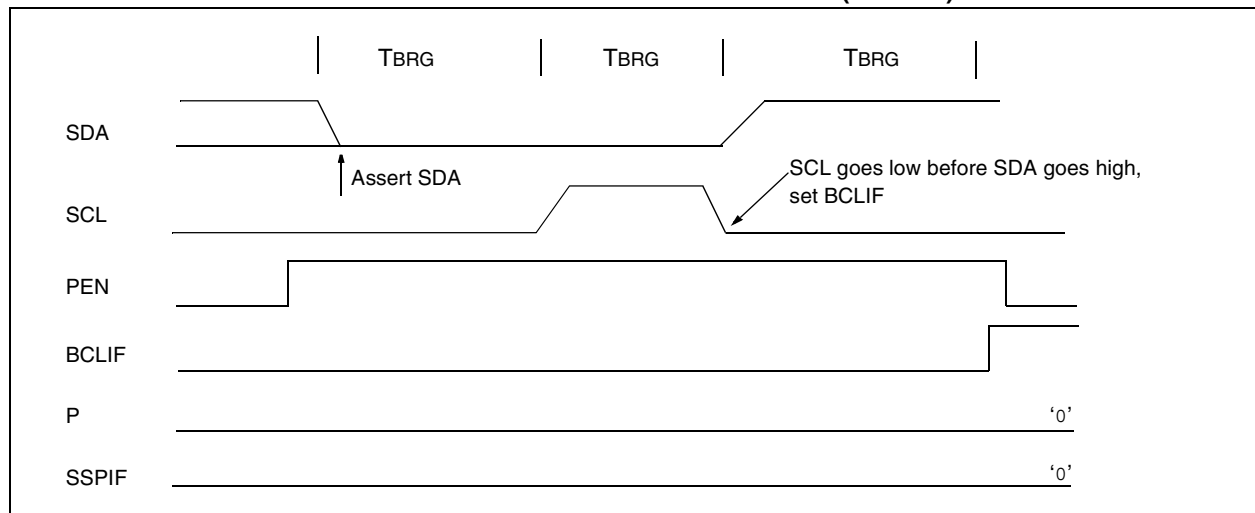 TBRG TBRG TBRG
SDA
Assert SDA
SCL goes low before SDA goes high,
set BCLIF
SCL
PEN
BCLIF
P ‘0’
SSPIF ‘0’